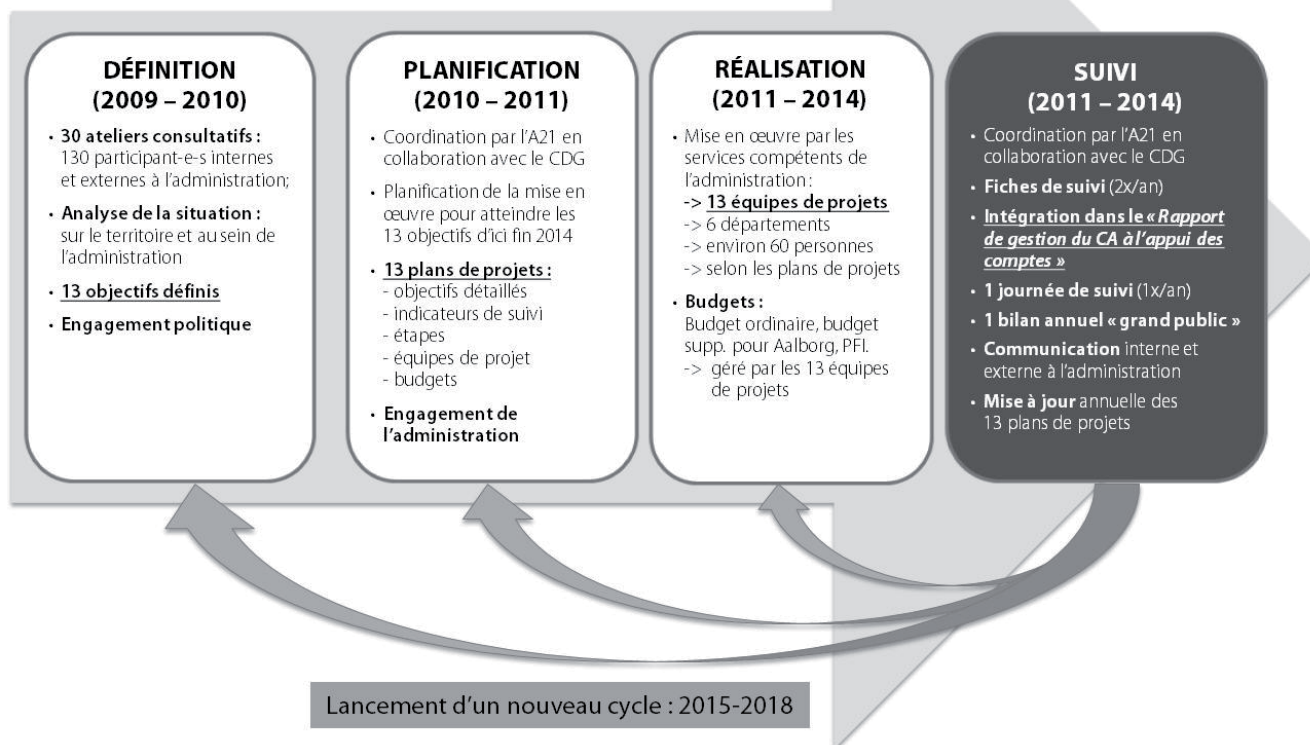 DÉFINITION
(2009 – 2010)
• 30 ateliers consultatifs :
130 participant-e-s internes
et externes à l'administration;
• Analyse de la situation :
sur le territoire et au sein de
l'administration
• 13 objectifs définis
• Engagement politique
PLANIFICATION
(2010 – 2011)
• Coordination par l'A21 en
collaboration avec le CDG
• Planification de la mise en
œuvre pour atteindre les
13 objectifs d'ici fin 2014
• 13 plans de projets :
- objectifs détaillés
- indicateurs de suivi
- étapes
- équipes de projet
- budgets
• Engagement de
l'administration
RÉALISATION
(2011 – 2014)
• Mise en œuvre par les
services compétents de
l'administration :
-> 13 équipes de projets
-> 6 départements
-> environ 60 personnes
-> selon les plans de projets
• Budgets :
Budget ordinaire, budget
supp. pour Aalborg, PFI.
-> géré par les 13 équipes
de projets
SUIVI
(2011 – 2014)
• Coordination par l'A21 en
collaboration avec le CDG
• Fiches de suivi (2x/an)
• Intégration dans le « Rapport
de gestion du CA à l'appui des
comptes »
• 1 journée de suivi (1x/an)
• 1 bilan annuel « grand public »
• Communication interne et
externe à l'administration
• Mise à jour annuelle des
13 plans de projets
Lancement d'un nouveau cycle : 2015-2018